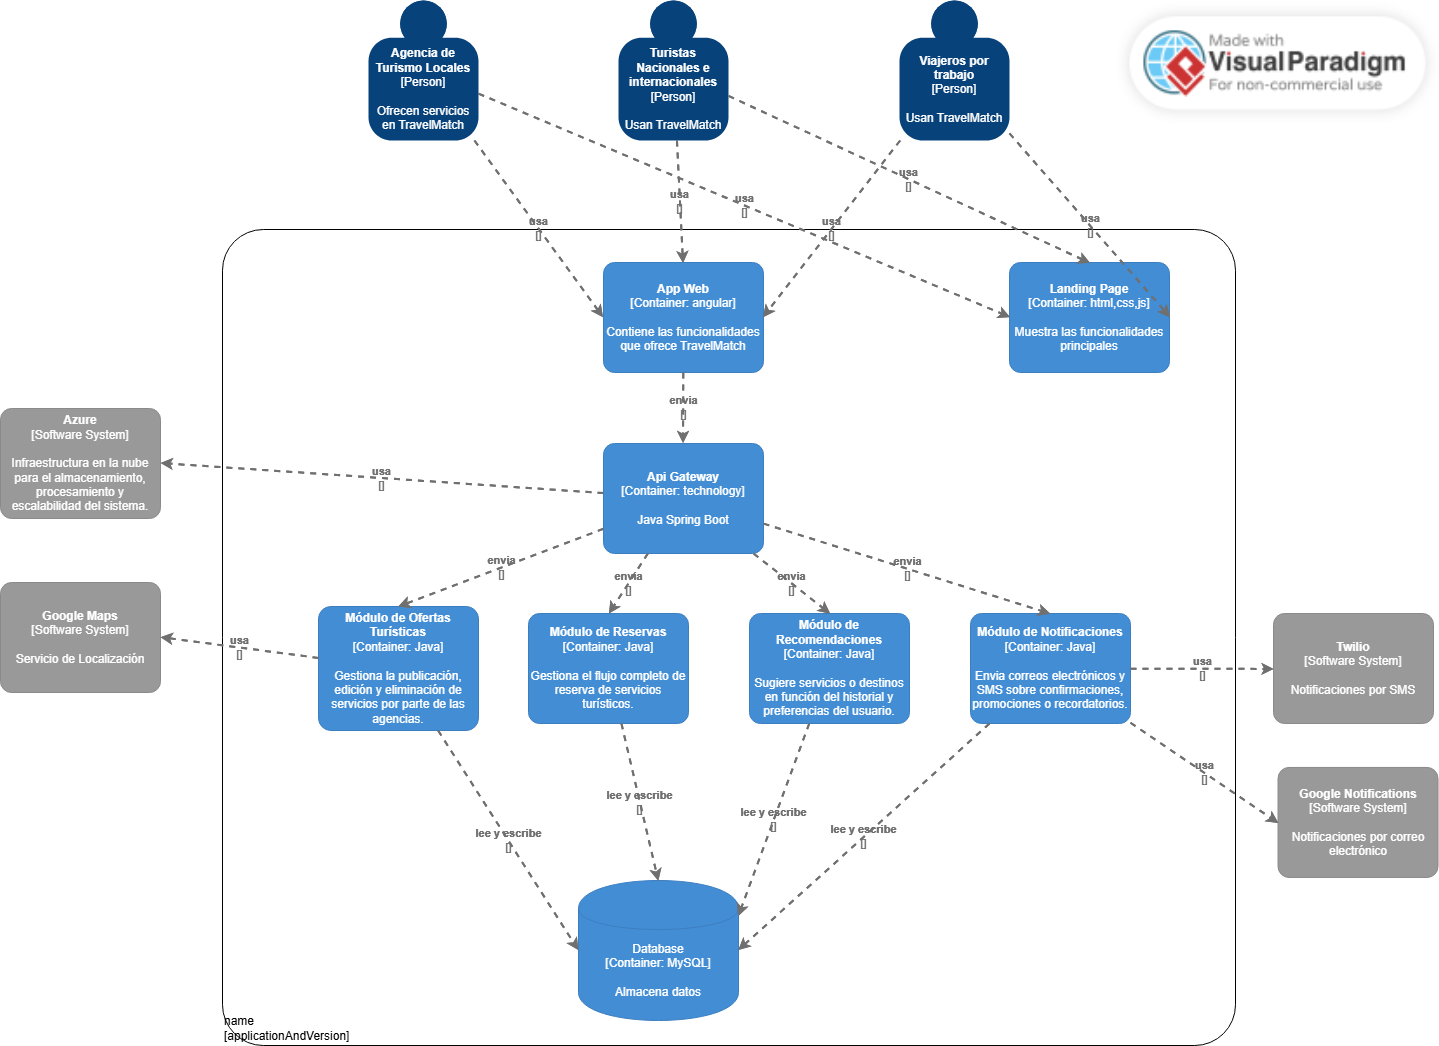 Agencia de
Turismo Locales
[Person]
Ofrecen servicios
en TravelMatch
Turistas
Nacionales e
internacionales
[Person]
Usan TravelMatch
Viajeros por
trabajo
[Person]
Usan TravelMatch
Made with
Visual Paradigm
For non-commercial use
usa
[]
usa
[]
usa
[]
usa
[]
usa
[]
usa
[]
App Web
[Container: angular]
Contiene las funcionalidades
que ofrece TravelMatch
Landing Page
[Container: html,css,js]
Muestra las funcionalidades
principales
envia
[]
Azure
[Software System]
Infraestructura en la nube
para el almacenamiento,
procesamiento y
escalabilidad del sistema.
usa
[]
Api Gateway
[Container: technology]
Java Spring Boot
envia
[]
envia
[]
envia
[]
envia
[]
Google Maps
[Software System]
Servicio de Localización
usa
[]
Módulo de Ofertas
Turísticas
[Container: Java]
Gestiona la publicación,
edición y eliminación de
servicios por parte de las
agencias.
Módulo de Reservas
[Container: Java]
Gestiona el flujo completo de
reserva de servicios
turísticos.
Módulo de
Recomendaciones
[Container: Java]
Sugiere servicios o destinos
en función del historial y
preferencias del usuario.
Módulo de Notificaciones
[Container: Java]
Envia correos electrónicos y
SMS sobre confirmaciones,
promociones o recordatorios.
usa
[]
Twilio
[Software System]
Notificaciones por SMS
usa
[]
Google Notifications
[Software System]
Notificaciones por correo
electrónico
lee y escribe
[]
lee y escribe
[]
lee y escribe
[]
lee y escribe
[]
Database
[Container: MySQL]
Almacena datos
name
[applicationAndVersion]